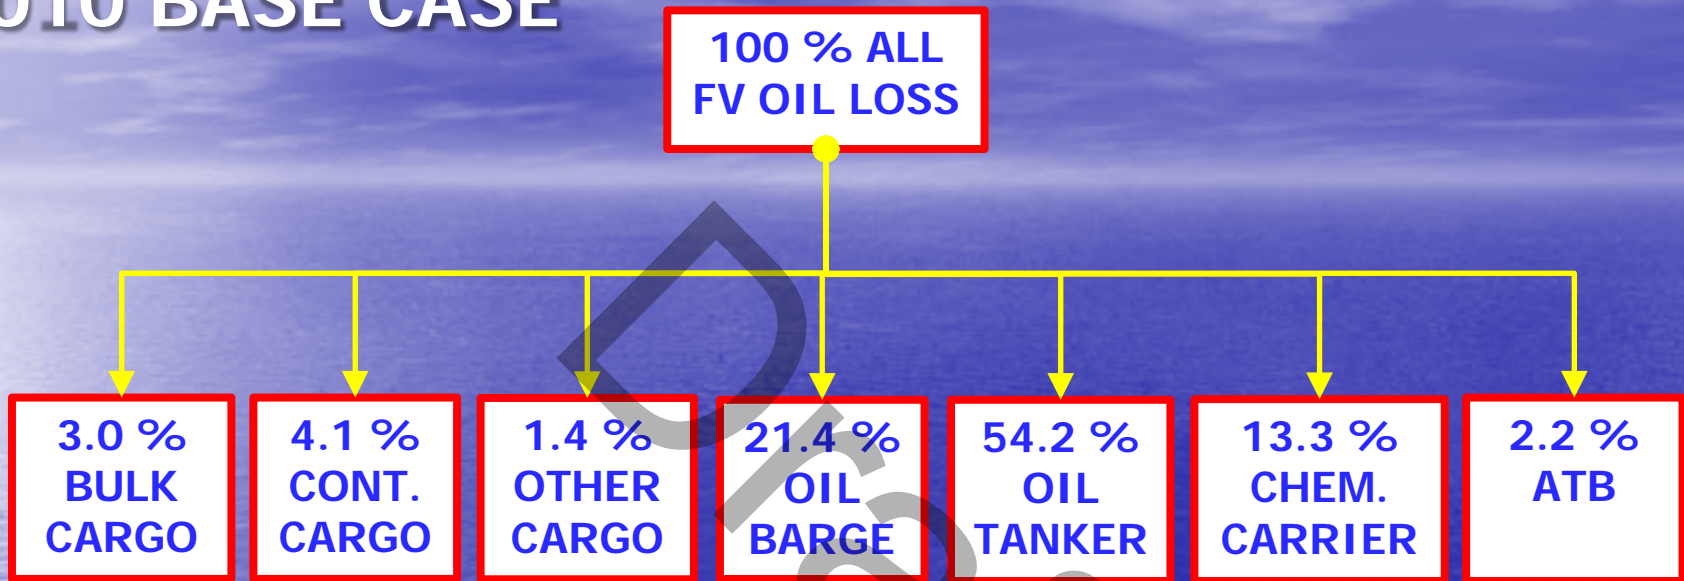 BASE CASE
100 % ALL
FV OIL LOSS
3.0 %
BULK
CARGO
4.1 %
CONT.
CARGO
1.4 %
OTHER
CARGO
21.4 %
OIL
BARGE
54.2 %
OIL
TANKER
13.3 %
CHEM.
CARRIER
2.2 %
ATB